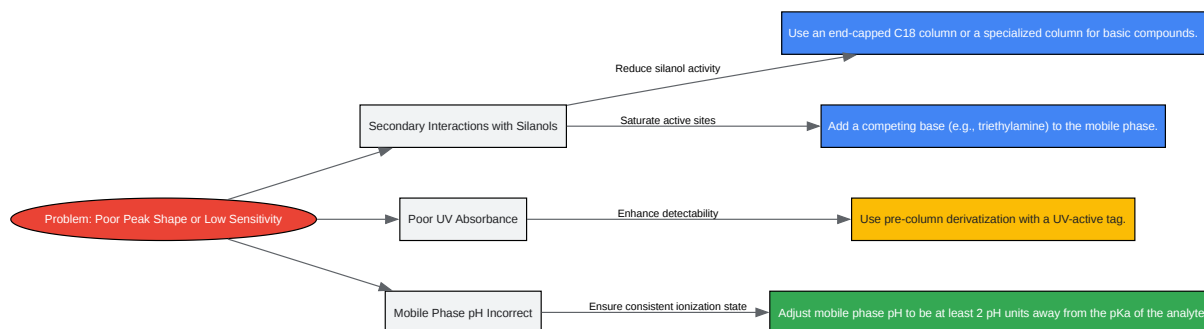 Use an end-capped C18 column or a specialized column for basic compounds.
Reduce silanol activity
Secondary Interactions with Silanols
Saturate active sites
Add a competing base (e.g., triethylamine) to the mobile phase.
Problem: Poor Peak Shape or Low Sensitivity
Poor UV Absorbance
Enhance detectability
Use pre-column derivatization with a UV-active tag.
Mobile Phase pH Incorrect
Ensure consistent ionization state
Adjust mobile phase pH to be at least 2 pH units away from the pKa of the analyte